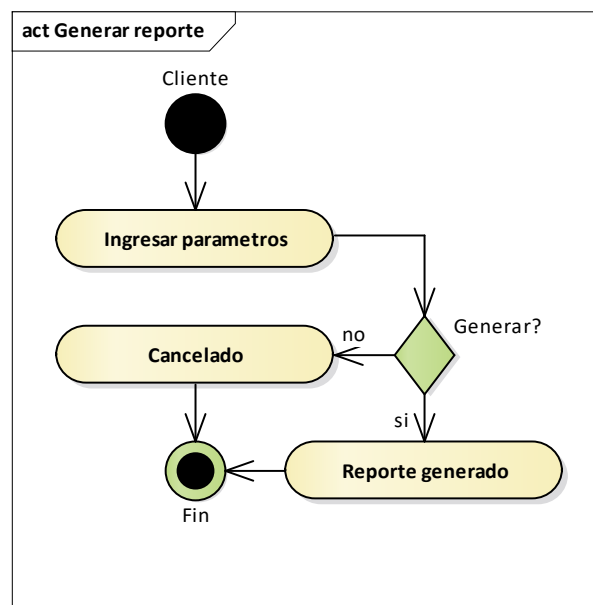 act Generar reporte
Cliente
Ingresar parametros
Generar?
no
Cancelado
si
Reporte generado
Fin